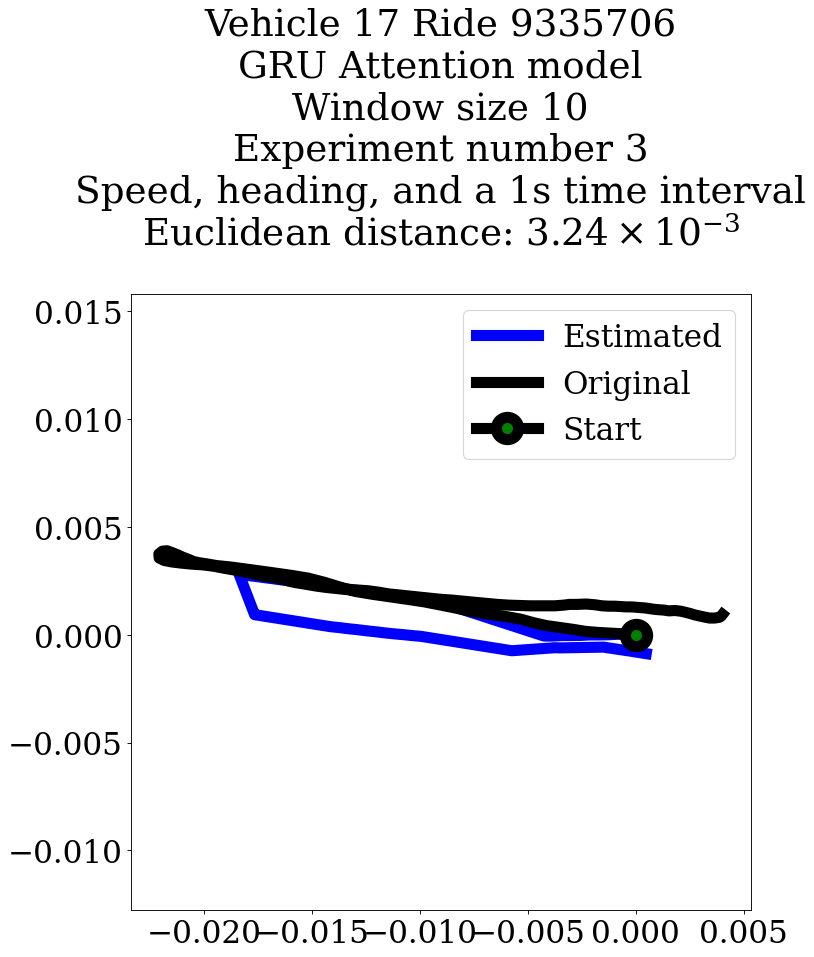 Vehicle 17 Ride 9335706
GRU Attention model
Window size 10
Experiment number 3
Speed, heading, and a 1s time interval
Euclidean distance: 3.24 × 10⁻³
Estimated
Original
Start
0.015
0.010
0.005
0.000
−0.005
−0.010
−0.020 −0.015 −0.010 −0.005 0.000 0.005